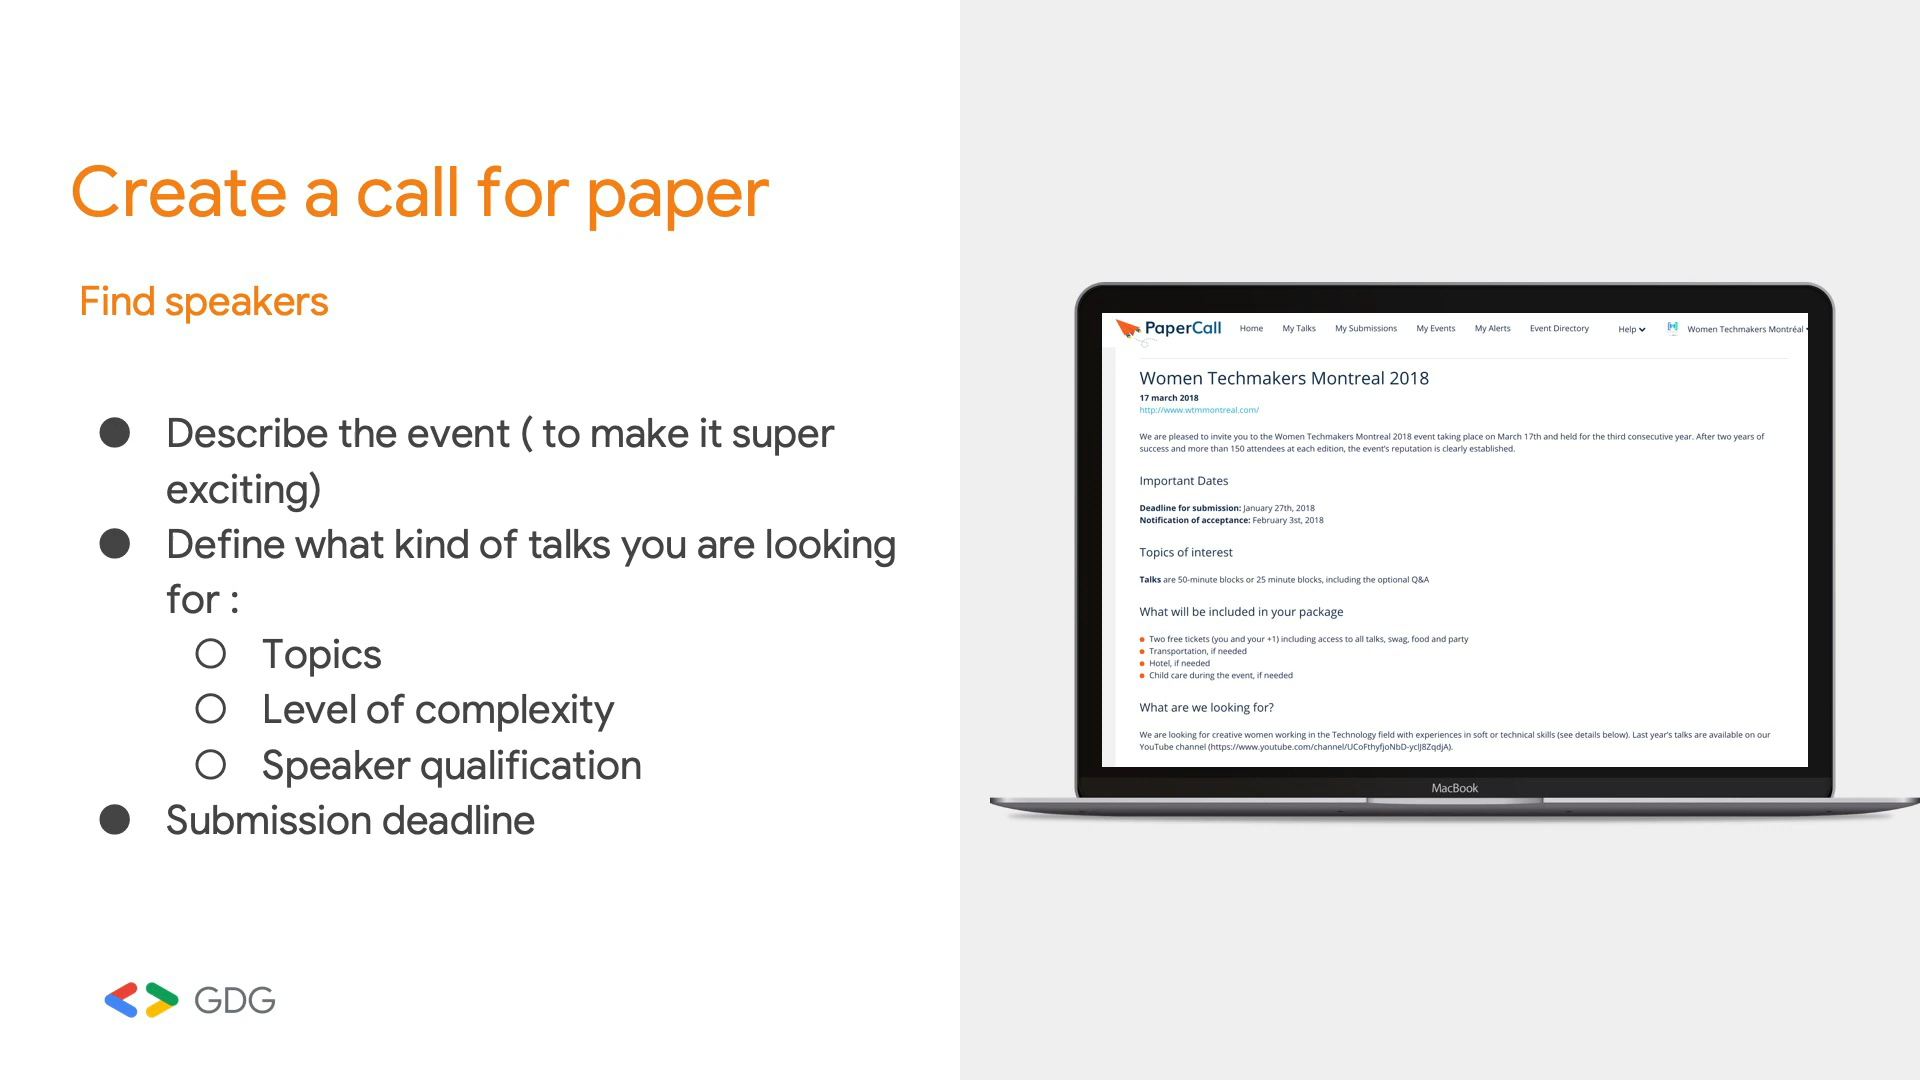 Create a call for paper
Find speakers
● Describe the event ( to make it super
exciting)
● Define what kind of talks you are looking
for :
○ Topics
○ Level of complexity
○ Speaker qualification
● Submission deadline
GDG
PaperCall Home My Talks My Submissions My Events My Alerts Event Directory Help Women Techmakers Montréal
Women Techmakers Montreal 2018
17 march 2018
http://www.wtmmontreal.com/
We are pleased to invite you to the Women Techmakers Montreal 2018 event taking place on March 17th and held for the third consecutive year. After two years of
success and more than 150 attendees at each edition, the event's reputation is clearly established.
Important Dates
Deadline for submission: January 27th, 2018
Notification of acceptance: February 3st, 2018
Topics of interest
Talks are 50-minute blocks or 25 minute blocks, including the optional Q&A
What will be included in your package
● Two free tickets (you and your +1) including access to all talks, swag, food and party
● Transportation, if needed
● Hotel, if needed
● Child care during the event, if needed
What are we looking for?
We are looking for creative women working in the Technology field with experiences in soft or technical skills (see details below). Last year's talks are available on our
YouTube channel
MacBook